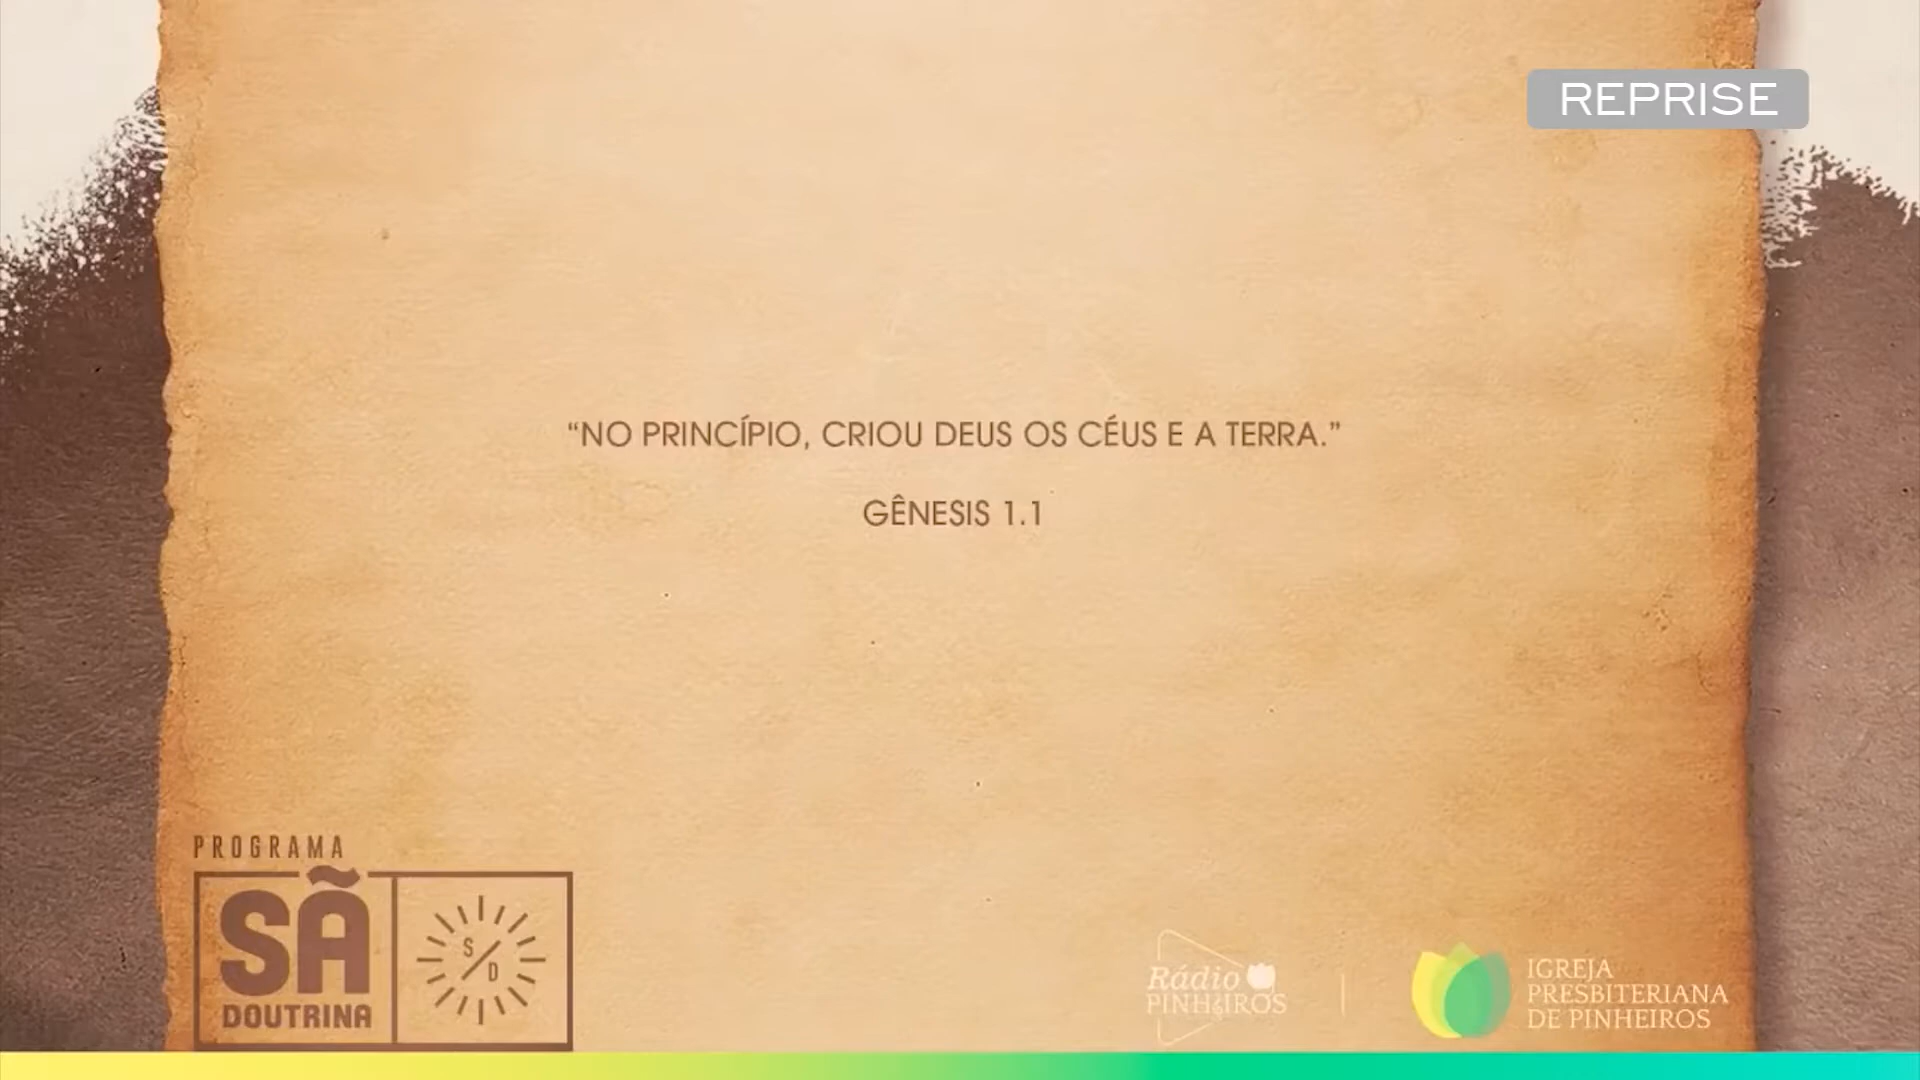 REPRISE
“NO PRINCÍPIO, CRIOU DEUS OS CÉUS E A TERRA.”
GÊNESIS 1.1
PROGRAMA
SÃ
DOUTRINA
S/D
Rádio
PINHEIROS
IGREJA
PRESBITERIANA
DE PINHEIROS